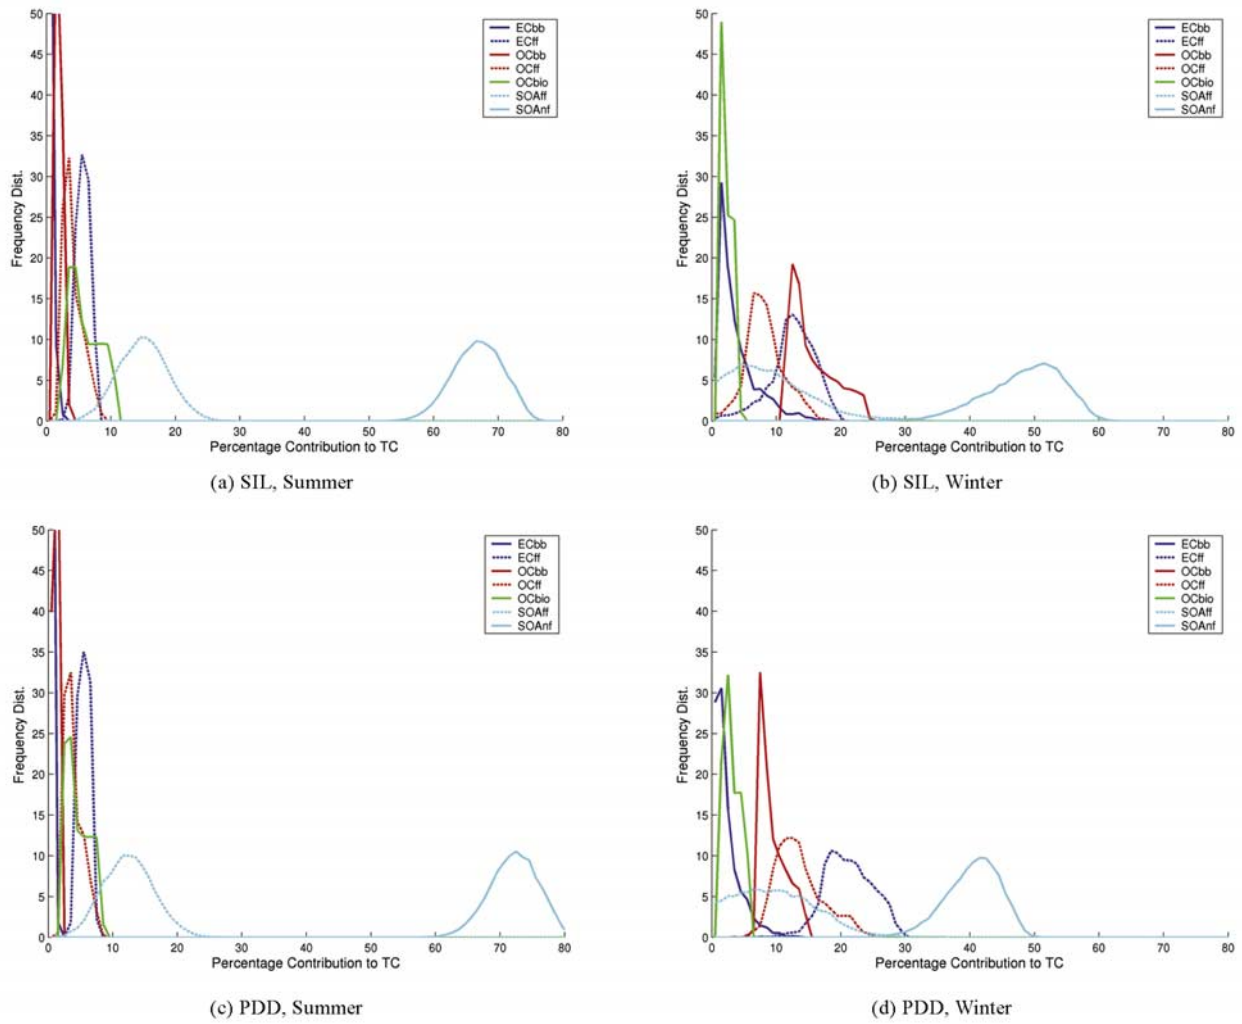 50
45
40
35
30
25
20
15
10
5
0
Frequency Dist.
ECbb
ECff
OCbb
OCff
OCbio
SOAff
SOAnf
0 10 20 30 40 50 60 70 80
Percentage Contribution to TC
(a) SIL, Summer
50
45
40
35
30
25
20
15
10
5
0
Frequency Dist.
ECbb
ECff
OCbb
OCff
OCbio
SOAff
SOAnf
0 10 20 30 40 50 60 70 80
Percentage Contribution to TC
(b) SIL, Winter
50
45
40
35
30
25
20
15
10
5
0
Frequency Dist.
ECbb
ECff
OCbb
OCff
OCbio
SOAff
SOAnf
0 10 20 30 40 50 60 70 80
Percentage Contribution to TC
(c) PDD, Summer
50
45
40
35
30
25
20
15
10
5
0
Frequency Dist.
ECbb
ECff
OCbb
OCff
OCbio
SOAff
SOAnf
0 10 20 30 40 50 60 70 80
Percentage Contribution to TC
(d) PDD, Winter